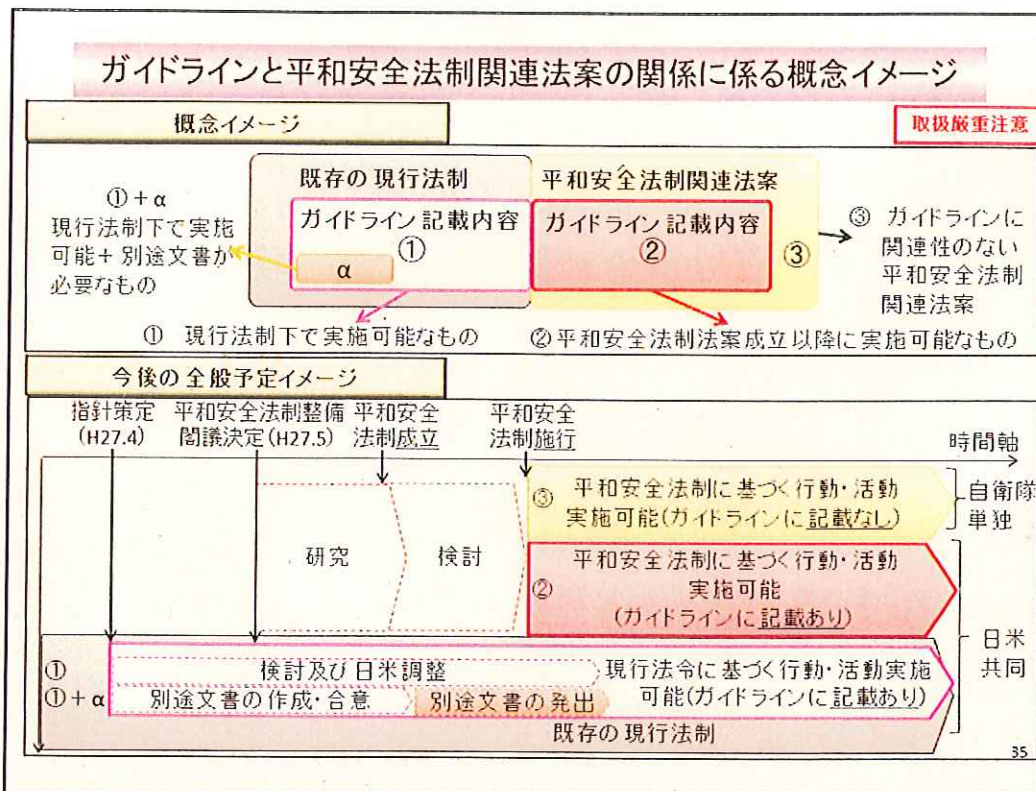 ガイドラインと平和安全法制関連法案の関係に係る概念イメージ
概念イメージ
取扱厳重注意
既存の現行法制
平和安全法制関連法案
①+α
現行法制下で実施
可能+別途文書が
必要なもの
ガイドライン記載内容
①
α
ガイドライン記載内容
②
③
③ ガイドラインに
関連性のない
平和安全法制
関連法案
① 現行法制下で実施可能なもの
②平和安全法制法案成立以降に実施可能なもの
今後の全般予定イメージ
指針策定
(H27.4)
平和安全法制整備
閣議決定(H27.5)
平和安全
法制成立
平和安全
法制施行
時間軸
③ 平和安全法制に基づく行動・活動
実施可能(ガイドラインに記載なし)
自衛隊
単独
研究
検討
② 平和安全法制に基づく行動・活動
実施可能
(ガイドラインに記載あり)
日米
共同
①
検討及び日米調整
①+α
別途文書の作成・合意
別途文書の発出
現行法令に基づく行動・活動実施
可能(ガイドラインに記載あり)
既存の現行法制
35